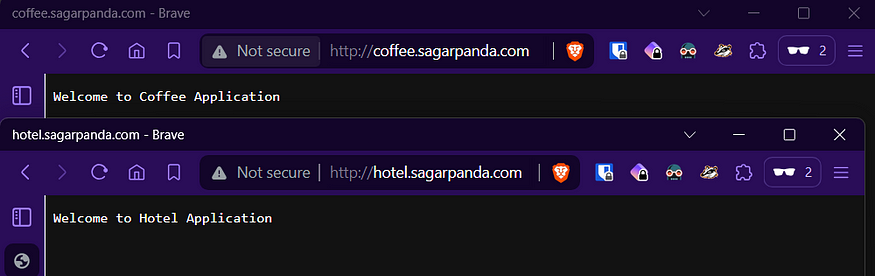 coffee.sagarpanda.com - Brave
Not secure http://coffee.sagarpanda.com 2
Welcome to Coffee Application
hotel.sagarpanda.com - Brave
Not secure http://hotel.sagarpanda.com 2
Welcome to Hotel Application